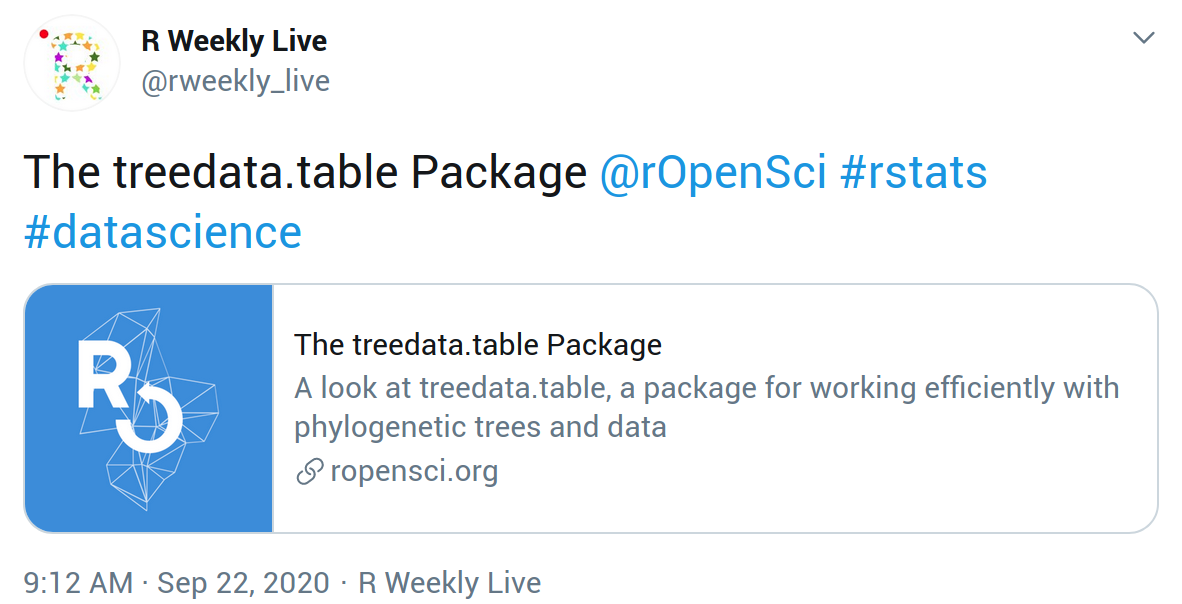 R Weekly Live
@rweekly_live
The treedata.table Package @rOpenSci #rstats
#datascience
R
The treedata.table Package
A look at treedata.table, a package for working efficiently with
phylogenetic trees and data
ropensci.org
9:12 AM · Sep 22, 2020 · R Weekly Live